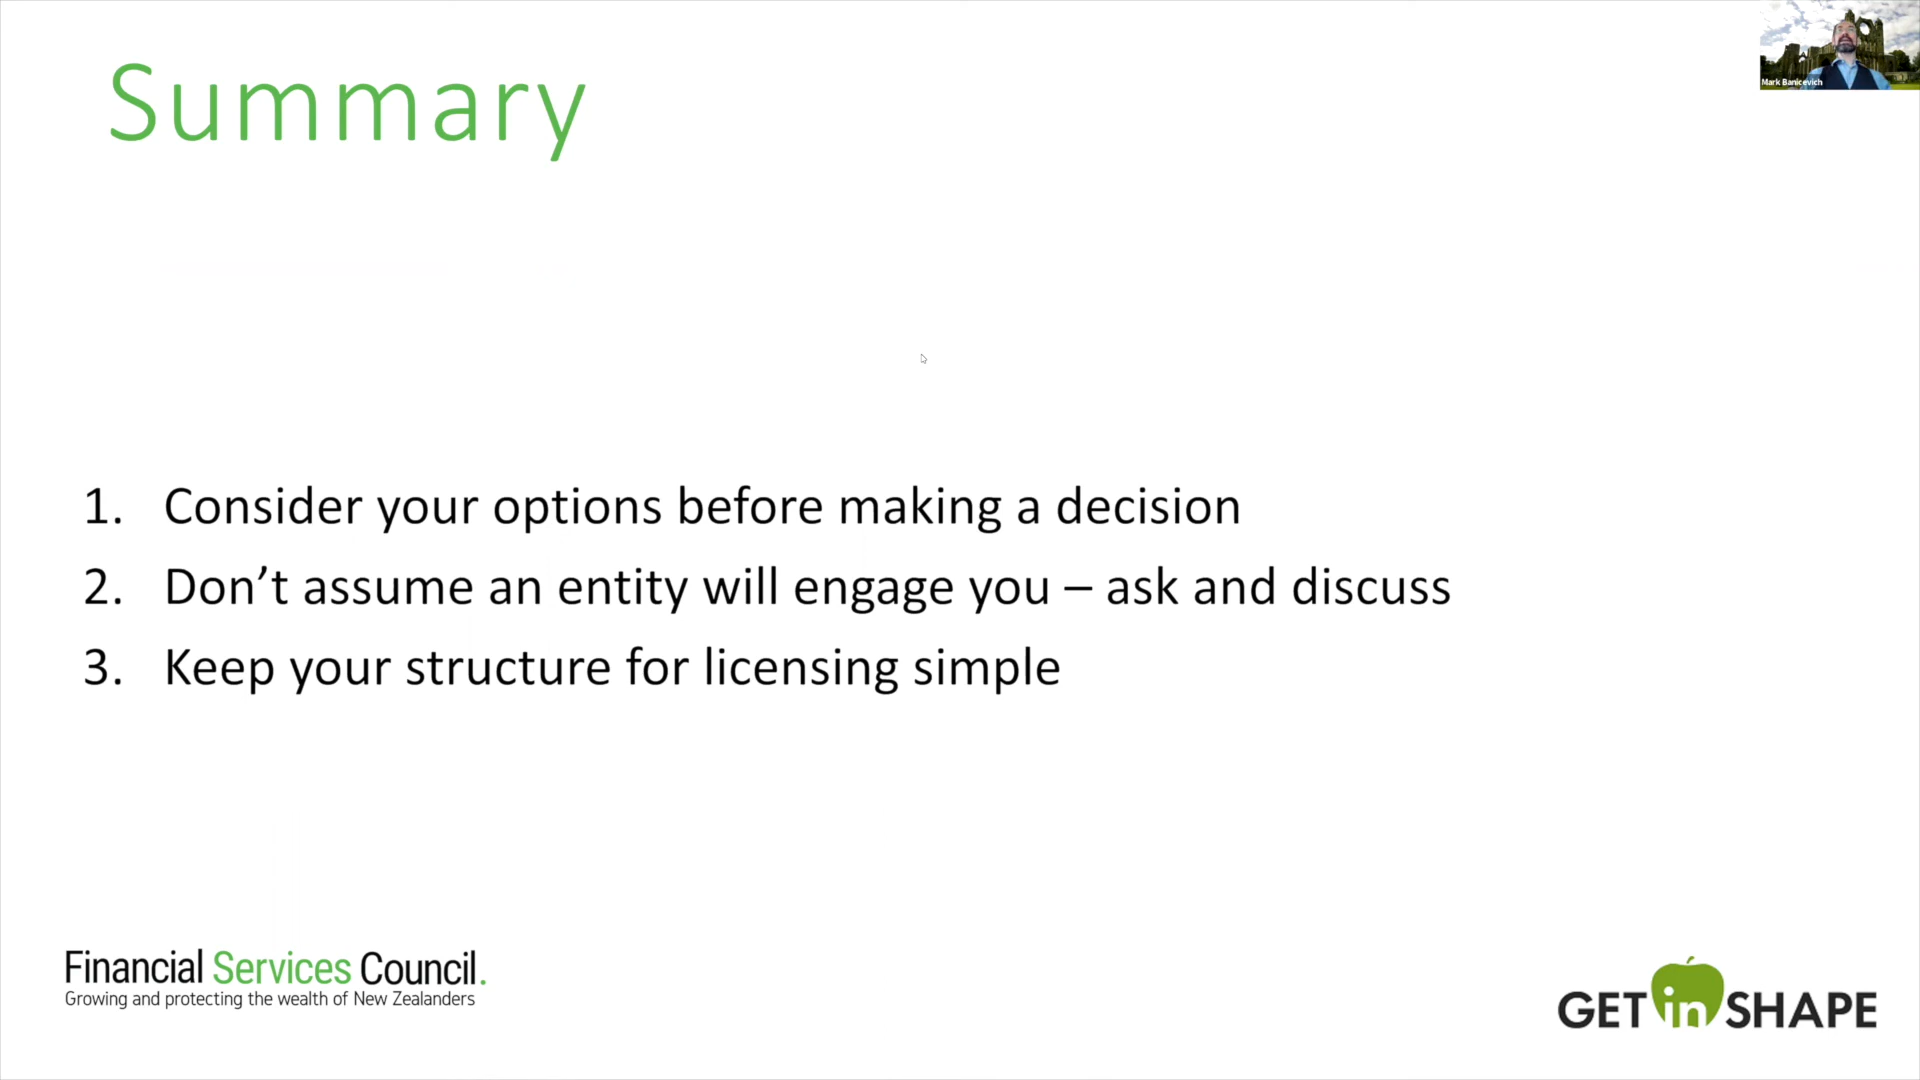 Summary
Mark Banicevich
1. Consider your options before making a decision
2. Don’t assume an entity will engage you – ask and discuss
3. Keep your structure for licensing simple
Financial Services Council.
Growing and protecting the wealth of New Zealanders
GET in SHAPE